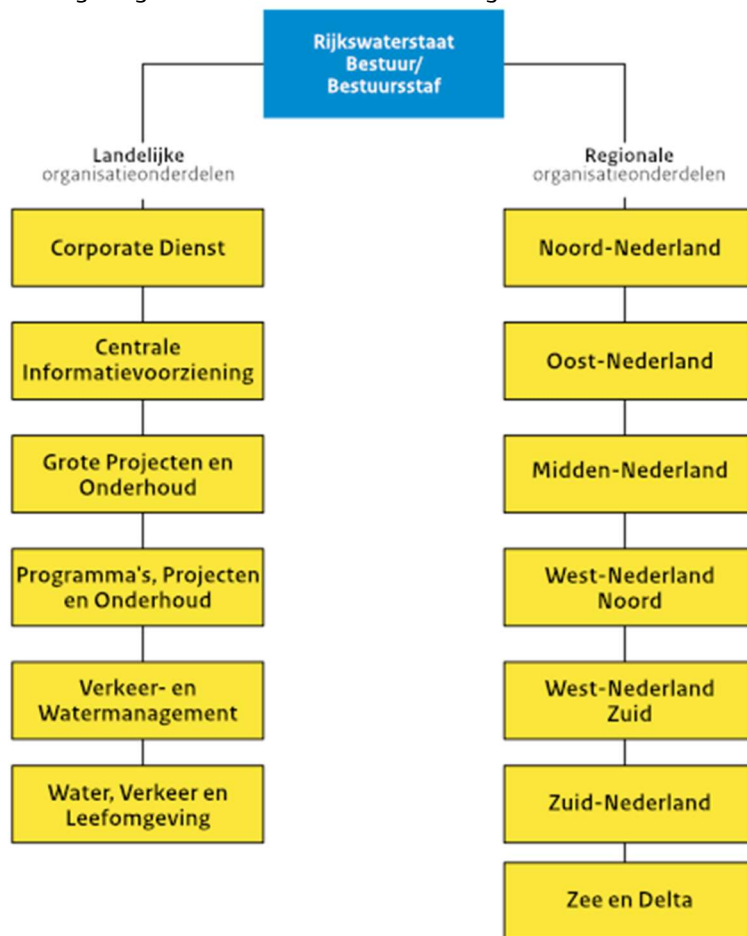 Rijkswaterstaat
Bestuur/
Bestuursstaf
Landelijke
organisatieonderdelen
Corporate Dienst
Centrale
Informatievoorziening
Grote Projecten en
Onderhoud
Programma's, Projecten
en Onderhoud
Verkeer- en
Watermanagement
Water, Verkeer en
Leefomgeving
Regionale
organisatieonderdelen
Noord-Nederland
Oost-Nederland
Midden-Nederland
West-Nederland
Noord
West-Nederland
Zuid
Zuid-Nederland
Zee en Delta